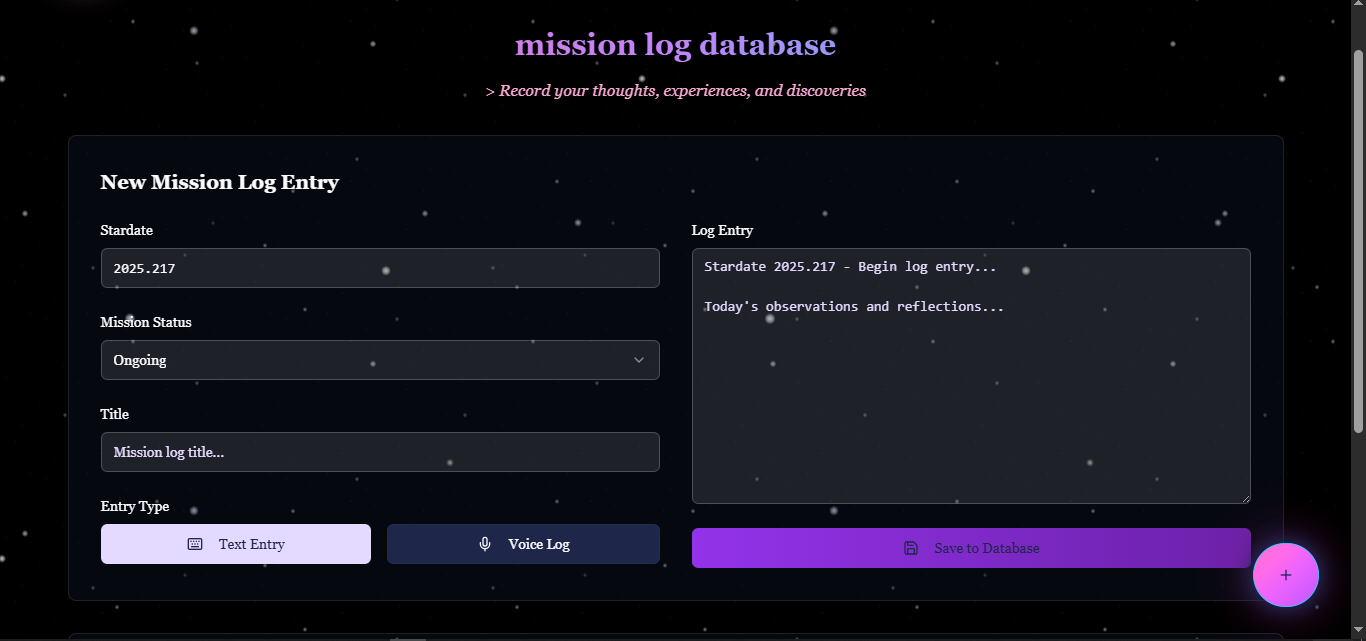 mission log database
> Record your thoughts, experiences, and discoveries
New Mission Log Entry
Stardate
2025.217
Mission Status
Ongoing
Title
Mission log title...
Entry Type
Text Entry
Voice Log
Log Entry
Stardate 2025.217 - Begin log entry...
Today's observations and reflections...
Save to Database
+